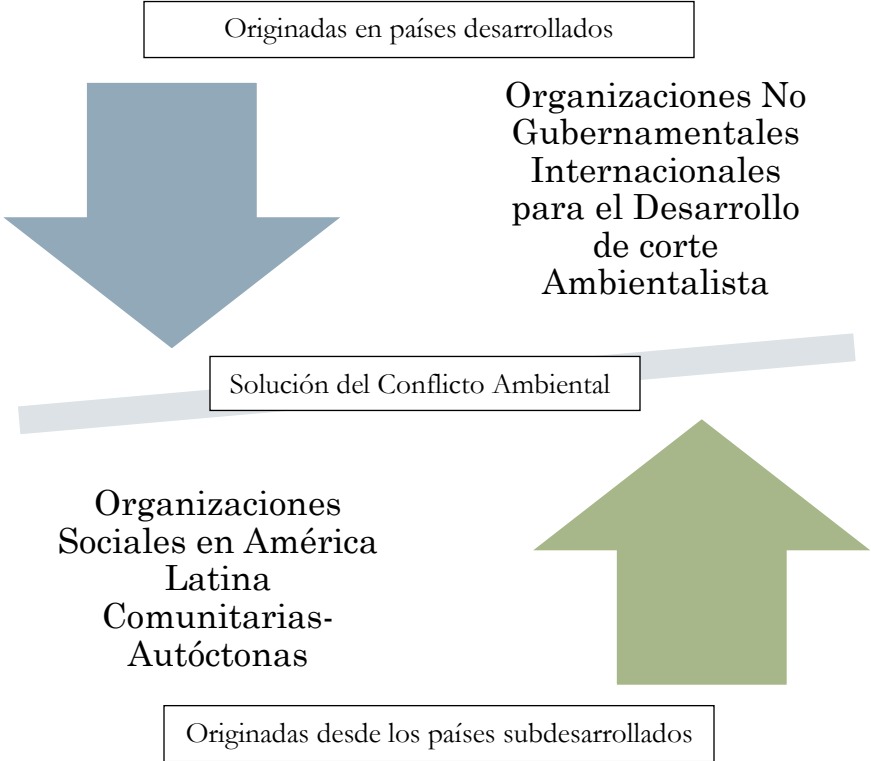 Originadas en países desarrollados
Organizaciones No
Gubernamentales
Internacionales
para el Desarrollo
de corte
Ambientalista
Solución del Conflicto Ambiental
Organizaciones
Sociales en América
Latina
Comunitarias-
Autóctonas
Originadas desde los países subdesarrollados